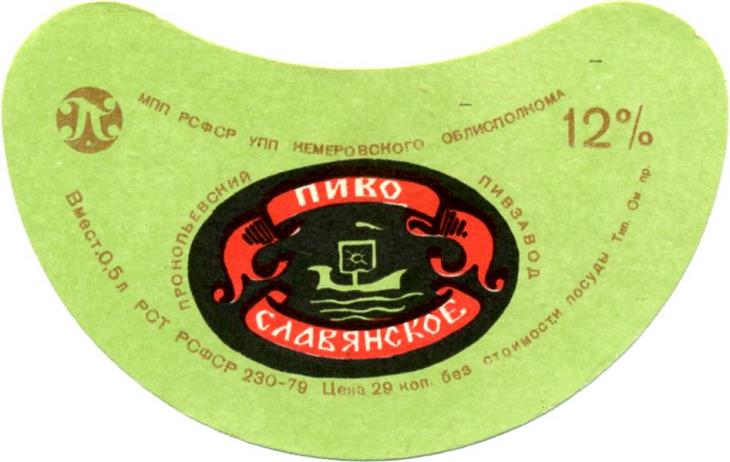 МПП РСФСР УПП КЕМЕРОВСКОГО ОБЛИСПОЛКОМА
12%
ПРОКОПЬЕВСКИЙ ПИВЗАВОД
ПИВО
СЛАВЯНСКОЕ
Вмест. 0,5 л РСТ РСФСР 230-79 Цена 29 коп. без стоимости посуды Тип. Ом пр.